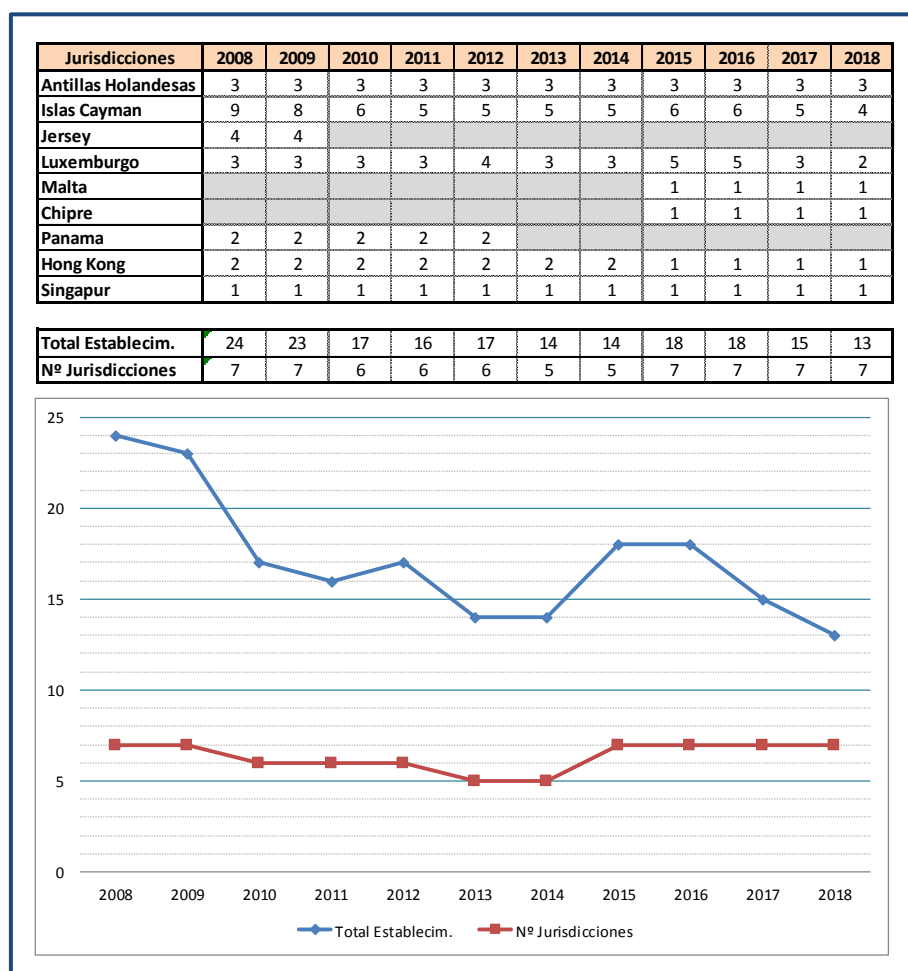 Jurisdicciones 2008 2009 2010 2011 2012 2013 2014 2015 2016 2017 2018
Antillas Holandesas 3 3 3 3 3 3 3 3 3 3 3
Islas Cayman 9 8 6 5 5 5 5 6 6 5 4
Jersey 4 4
Luxemburgo 3 3 3 3 4 3 3 5 5 3 2
Malta 1 1 1 1
Chipre 1 1 1 1
Panama 2 2 2 2 2
Hong Kong 2 2 2 2 2 2 2 1 1 1 1
Singapur 1 1 1 1 1 1 1 1 1 1 1
Total Establecim. 24 23 17 16 17 14 14 18 18 15 13
Nº Jurisdicciones 7 7 6 6 6 5 5 7 7 7 7
25
20
15
10
5
0
2008 2009 2010 2011 2012 2013 2014 2015 2016 2017 2018
Total Establecim. Nº Jurisdicciones